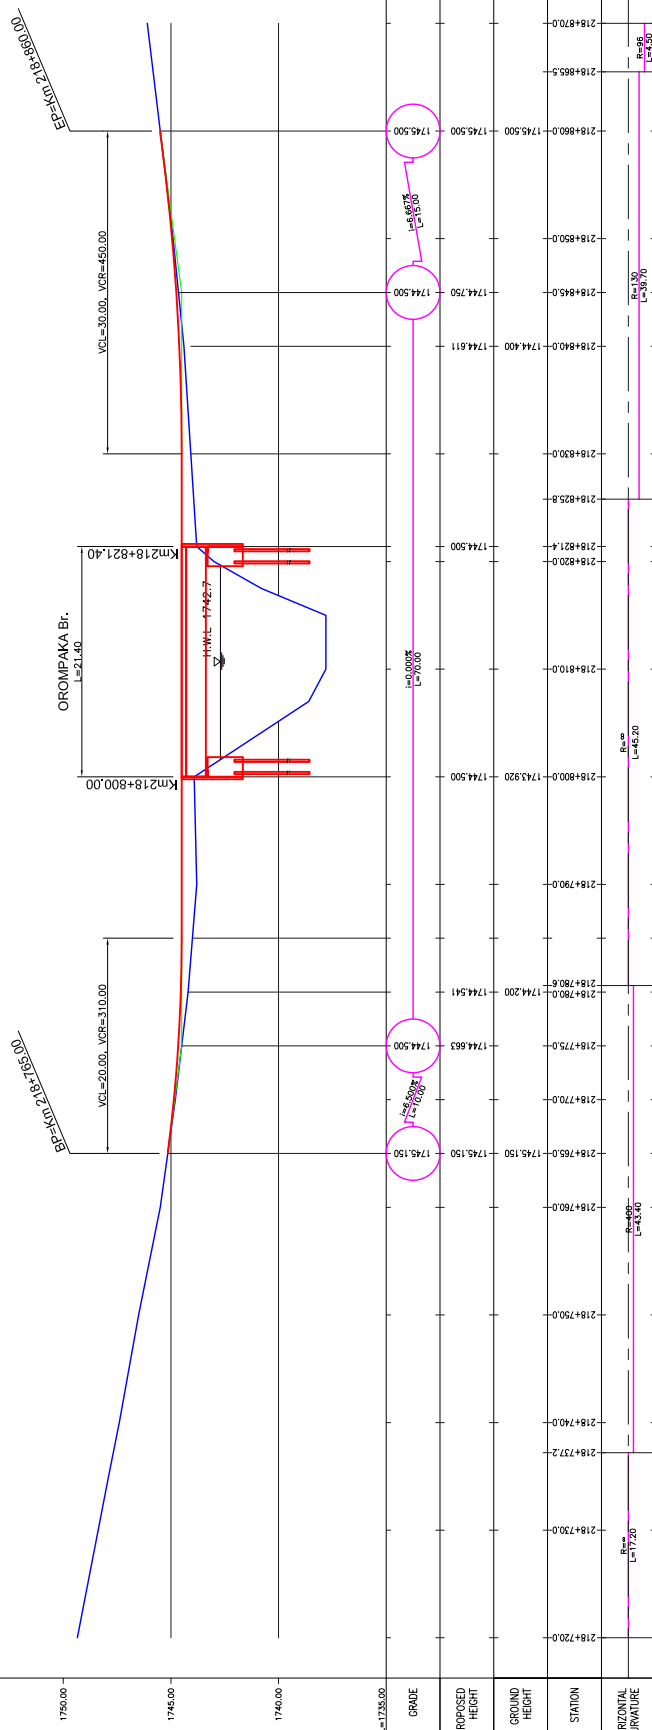 EP=Km 218+860.00
VCL=30.00, VCR=450.00
OROMPAKA Br.
L=21.40
Km218+821.40
Km218+800.00
H.W.L 1742.7
VCL=20.00, VCR=310.00
BP=Km 218+765.00
1750.00
1745.00
1740.00
=1735.00
GRADE
1745.150
i=6.500%
L=10.00
1744.500
i=0.000%
L=70.00
1744.500
i=6.667%
L=15.00
1745.500
ROPOSED
HEIGHT
1745.150
1744.663
1744.541
1744.500
1744.500
1744.611
1744.750
1745.500
GROUND
HEIGHT
1745.150
1744.200
1743.920
1744.400
1745.500
STATION
218+720.0
218+730.0
218+737.2
218+740.0
218+750.0
218+760.0
218+765.0
218+770.0
218+775.0
218+780.0
218+780.6
218+790.0
218+800.0
218+810.0
218+820.0
218+821.4
218+825.8
218+830.0
218+840.0
218+845.0
218+850.0
218+860.0
218+865.5
218+870.0
RIZONTAL
IRVATURE
R=∞
L=17.20
R=400
L=43.40
R=∞
L=45.20
R=130
L=39.70
R=96
L=4.50